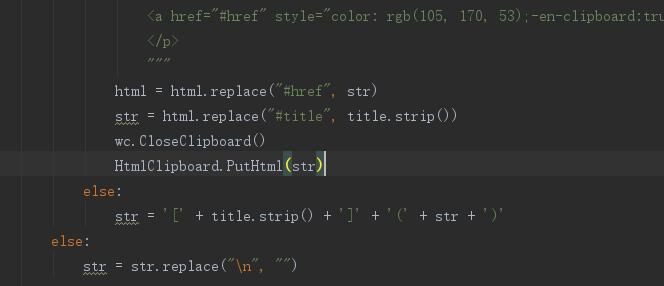 <a href="#href" style="color: rgb(105, 170, 53);-en-clipboard:tru
</p>
"""
html = html.replace("#href", str)
str = html.replace("#title", title.strip())
wc.CloseClipboard()
HtmlClipboard.PutHtml(str)
else:
str = '[' + title.strip() + ']' + '(' + str + ')'
else:
str = str.replace("\n", "")